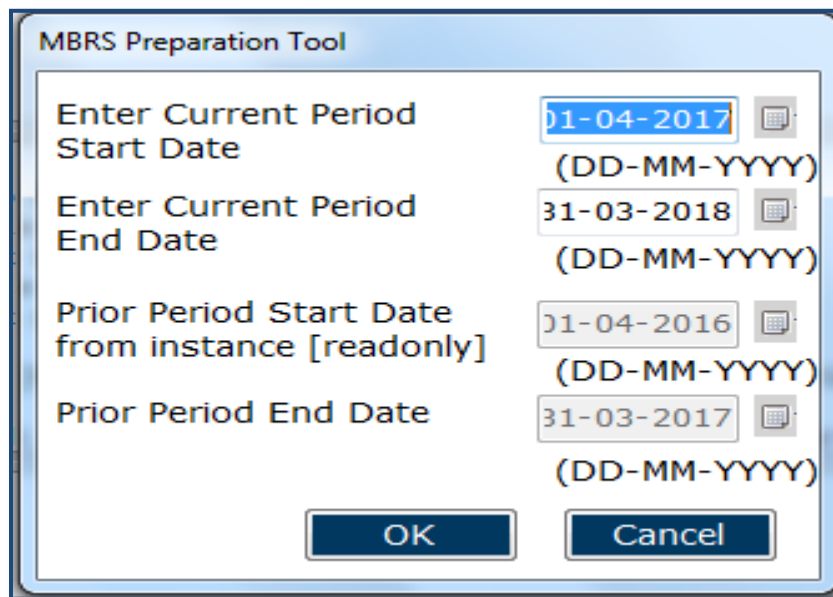 MBRS Preparation Tool
Enter Current Period
Start Date
01-04-2017
(DD-MM-YYYY)
Enter Current Period
End Date
31-03-2018
(DD-MM-YYYY)
Prior Period Start Date
from instance [readonly]
01-04-2016
(DD-MM-YYYY)
Prior Period End Date
31-03-2017
(DD-MM-YYYY)
OK
Cancel